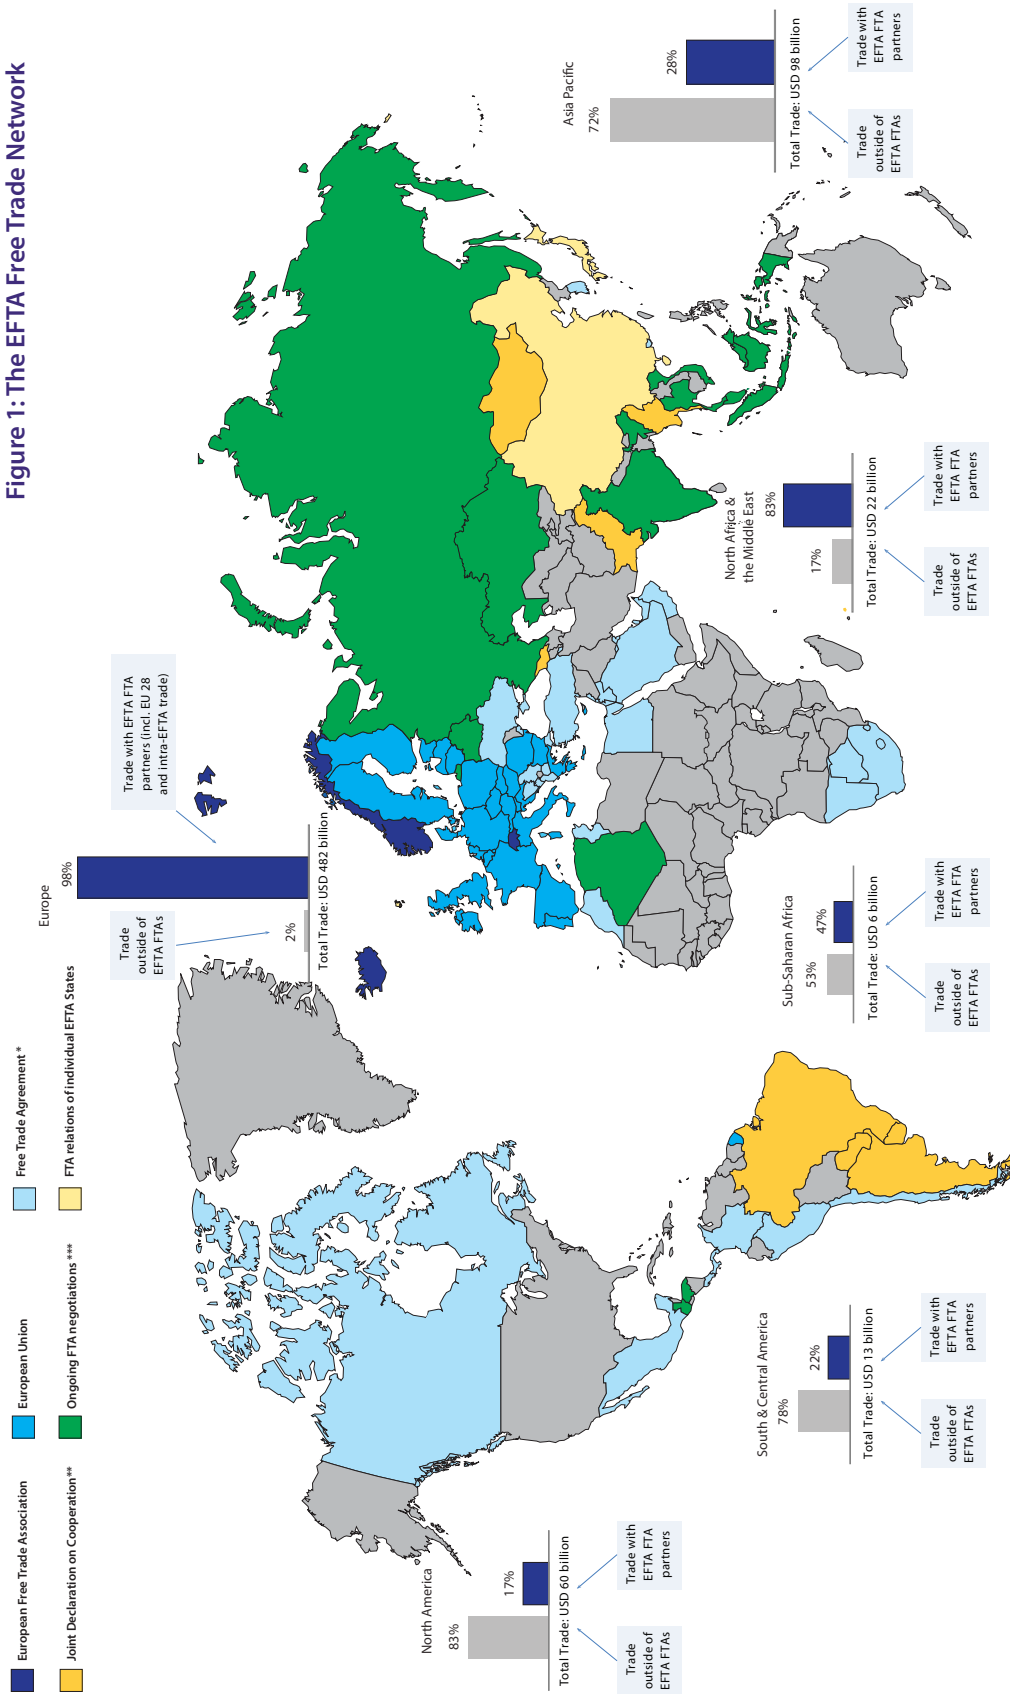 Figure 1: The EFTA Free Trade Network
European Free Trade Association
European Union
Free Trade Agreement *
Joint Declaration on Cooperation**
Ongoing FTA negotiations ***
FTA relations of individual EFTA States
Europe
98%
2%
Total Trade: USD 482 billion
Trade
outside of
EFTA FTAs
Trade with EFTA FTA
partners (incl. EU 28
and intra-EFTA trade)
North America
83%
17%
Total Trade: USD 60 billion
Trade
outside of
EFTA FTAs
Trade with
EFTA FTA
partners
South & Central America
78%
22%
Total Trade: USD 13 billion
Trade
outside of
EFTA FTAs
Trade with
EFTA FTA
partners
Sub-Saharan Africa
53%
47%
Total Trade: USD 6 billion
Trade
outside of
EFTA FTAs
Trade with
EFTA FTA
partners
North Africa &
the Middle East
17%
83%
Total Trade: USD 22 billion
Trade
outside of
EFTA FTAs
Trade with
EFTA FTA
partners
Asia Pacific
72%
28%
Total Trade: USD 98 billion
Trade
outside of
EFTA FTAs
Trade with
EFTA FTA
partners